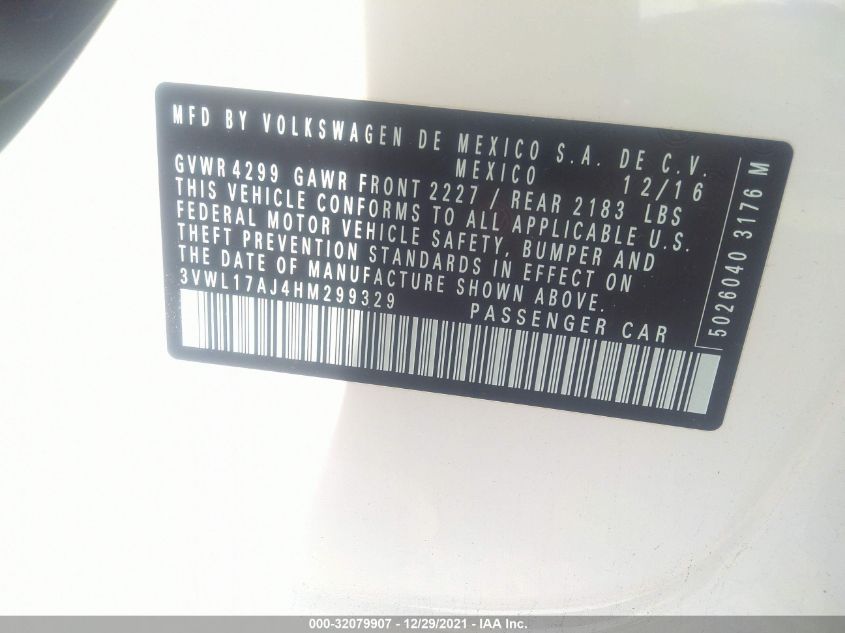 MFD BY VOLKSWAGEN DE MEXICO S.A. DE C.V.
MEXICO 12/16
GVWR 4299 GAWR FRONT 2227 / REAR 2183 LBS
THIS VEHICLE CONFORMS TO ALL APPLICABLE U.S.
FEDERAL MOTOR VEHICLE SAFETY, BUMPER AND
THEFT PREVENTION STANDARDS IN EFFECT ON
THE DATE OF MANUFACTURE SHOWN ABOVE.
3VWL17AJ4HM299329 PASSENGER CAR
5026040 3176 M
000-32079907 - 12/29/2021 - IAA Inc.